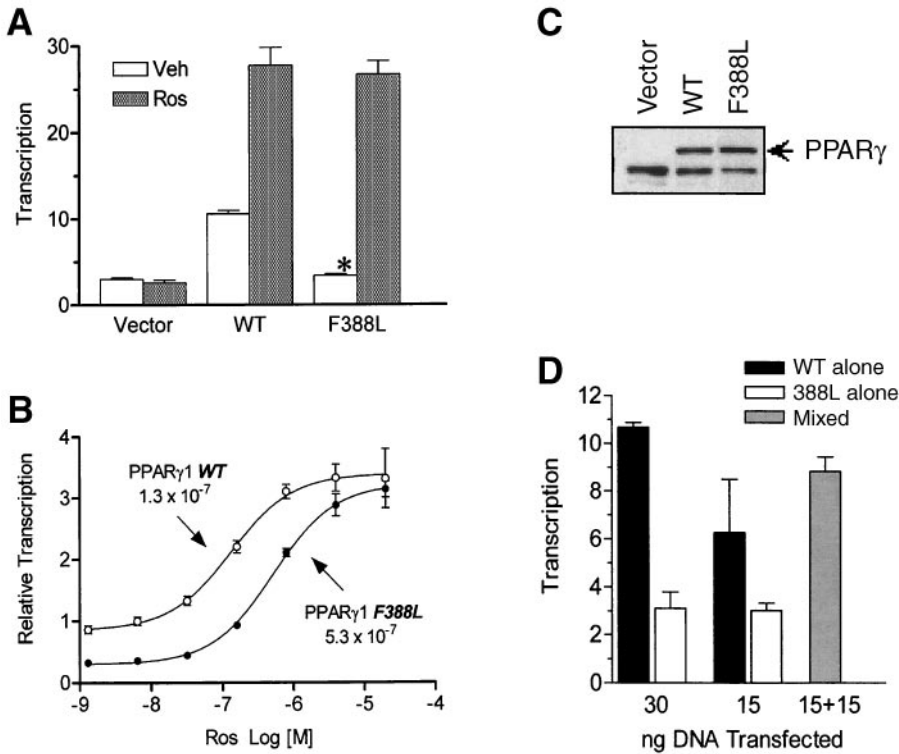 A
30
20
10
0
Transcription
Veh
Ros
*
Vector
WT
F388L
B
4
3
2
1
0
Relative Transcription
PPARγ1 WT
1.3 x 10-7
PPARγ1 F388L
5.3 x 10-7
-9
-8
-7
-6
-5
-4
Ros Log [M]
C
Vector
WT
F388L
PPARγ
D
WT alone
388L alone
Mixed
12
10
8
6
4
2
0
Transcription
30
15
15+15
ng DNA Transfected